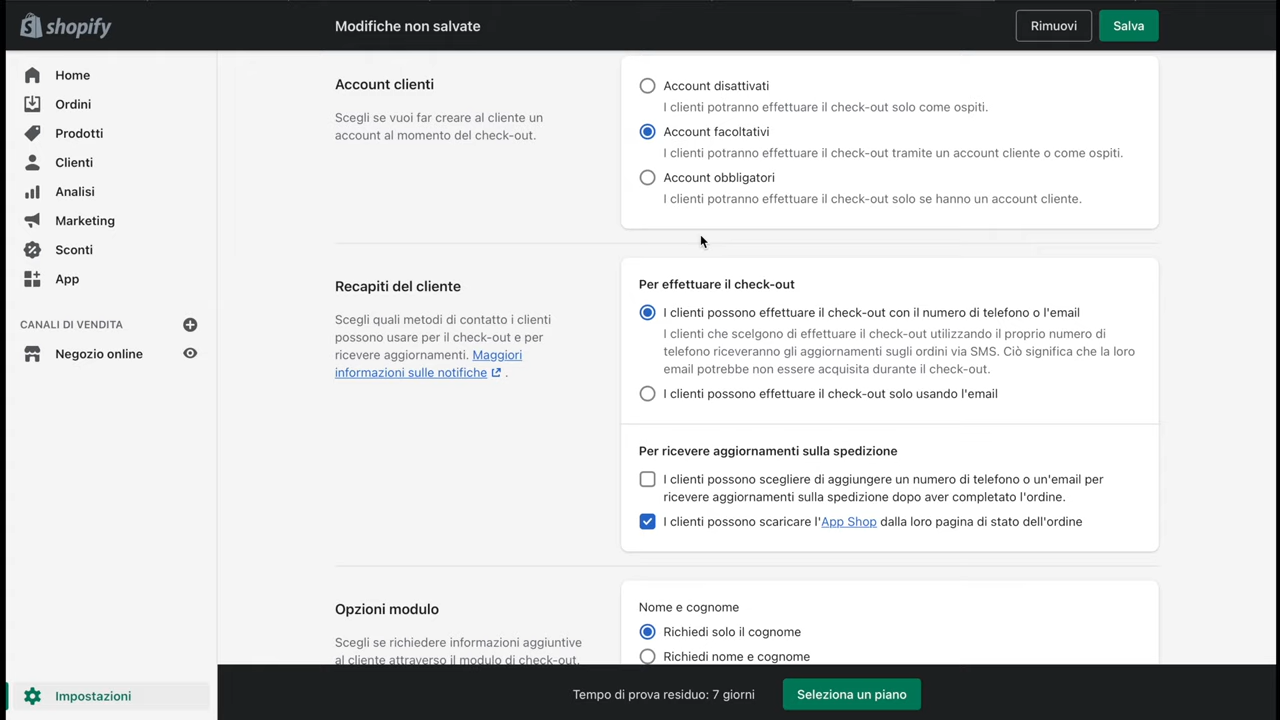 shopify
Modifiche non salvate
Rimuovi
Salva
Home
Ordini
Prodotti
Clienti
Analisi
Marketing
Sconti
App
CANALI DI VENDITA
Negozio online
Impostazioni
Account clienti
Scegli se vuoi far creare al cliente un
account al momento del check-out.
Account disattivati
I clienti potranno effettuare il check-out solo come ospiti.
Account facoltativi
I clienti potranno effettuare il check-out tramite un account cliente o come ospiti.
Account obbligatori
I clienti potranno effettuare il check-out solo se hanno un account cliente.
Recapiti del cliente
Scegli quali metodi di contatto i clienti
possono usare per il check-out e per
ricevere aggiornamenti. Maggiori
informazioni sulle notifiche .
Per effettuare il check-out
I clienti possono effettuare il check-out con il numero di telefono o l'email
I clienti che scelgono di effettuare il check-out utilizzando il proprio numero di
telefono riceveranno gli aggiornamenti sugli ordini via SMS. Ciò significa che la loro
email potrebbe non essere acquisita durante il check-out.
I clienti possono effettuare il check-out solo usando l'email
Per ricevere aggiornamenti sulla spedizione
I clienti possono scegliere di aggiungere un numero di telefono o un'email per
ricevere aggiornamenti sulla spedizione dopo aver completato l'ordine.
I clienti possono scaricare l'App Shop dalla loro pagina di stato dell'ordine
Opzioni modulo
Scegli se richiedere informazioni aggiuntive
al cliente attraverso il modulo di check-out.
Nome e cognome
Richiedi solo il cognome
Richiedi nome e cognome
Tempo di prova residuo: 7 giorni
Seleziona un piano